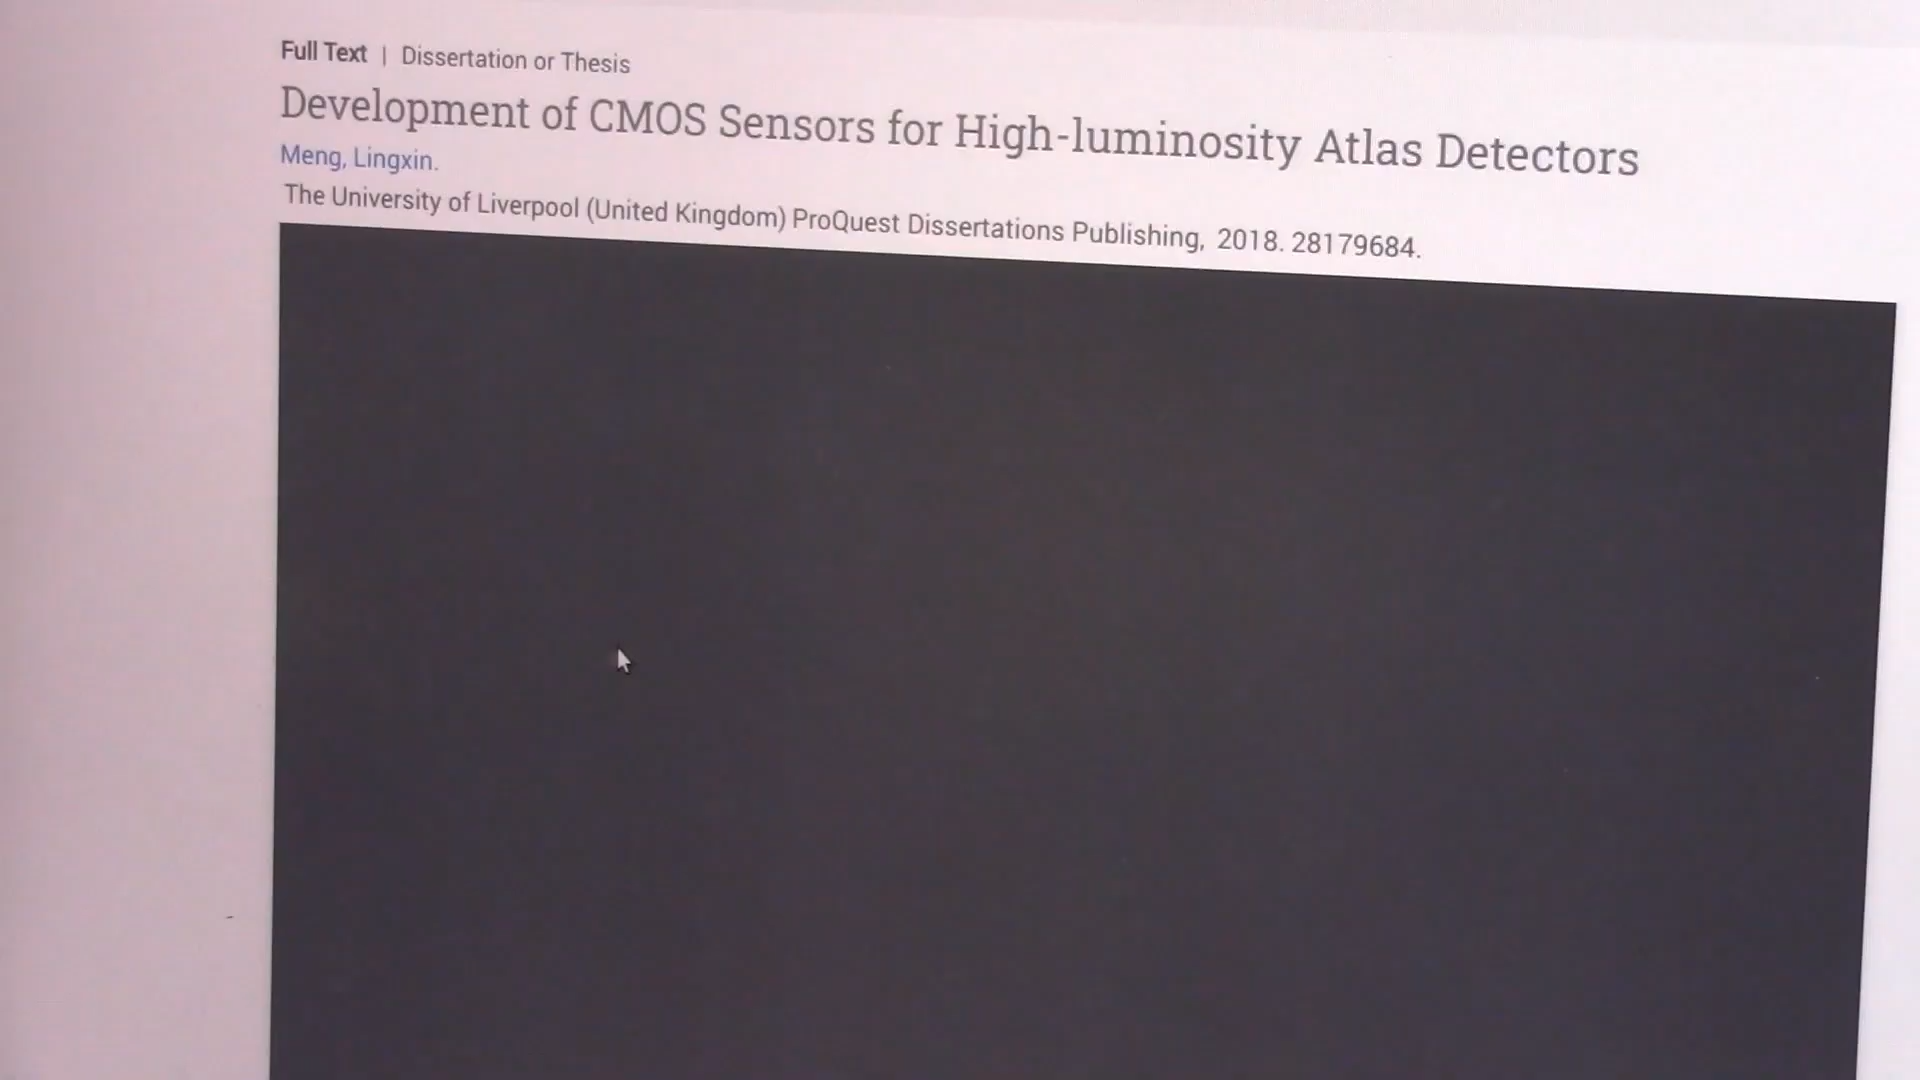 Full Text | Dissertation or Thesis
Development of CMOS Sensors for High-luminosity Atlas Detectors
Meng, Lingxin.
The University of Liverpool (United Kingdom) ProQuest Dissertations Publishing, 2018. 28179684.